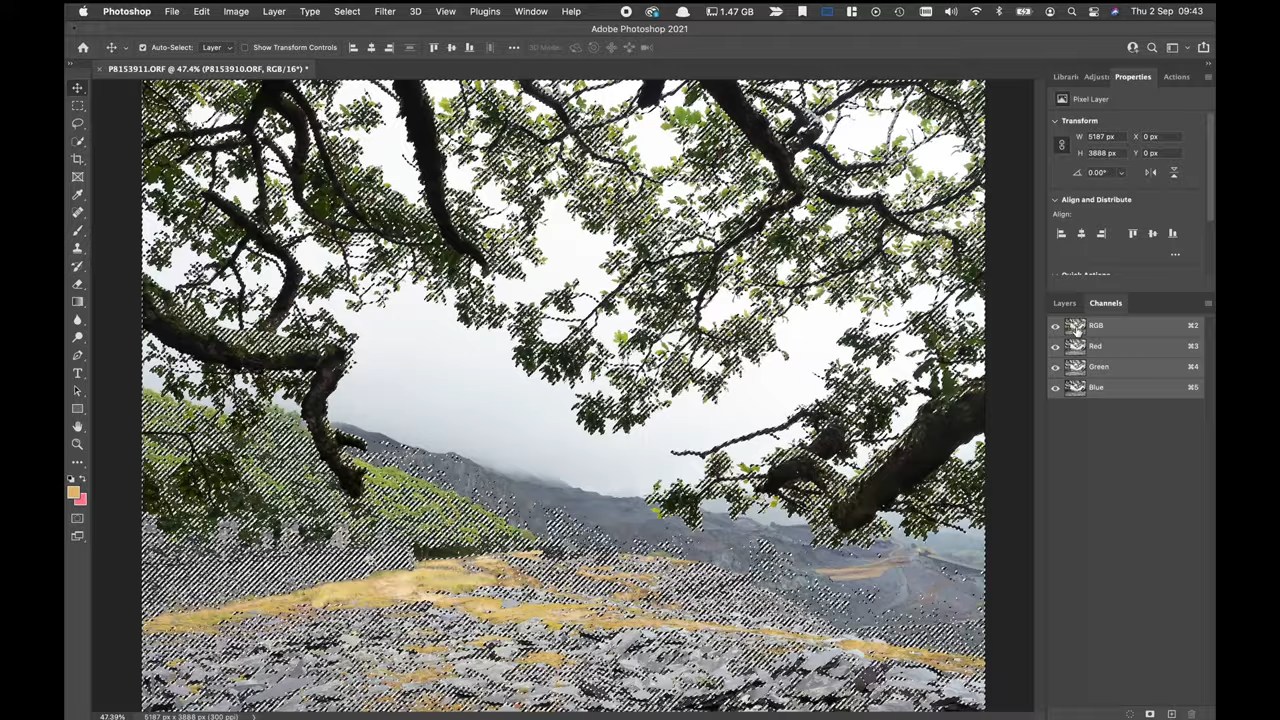 Photoshop File Edit Image Layer Type Select Filter 3D View Plugins Window Help 1.47 GB Thu 2 Sep 09:43
Adobe Photoshop 2021
Auto-Select: Layer Show Transform Controls 3D Mode:
P8153911.ORF @ 47.4% (P8153910.ORF, RGB/16*) *
Librari Adjust Properties Actions
Pixel Layer
Transform
W 5187 px X 0 px
H 3888 px Y 0 px
0.00°
Align and Distribute
Align:
Quick Actions
Layers Channels
RGB ⌘2
Red ⌘3
Green ⌘4
Blue ⌘5
47.39% 5187 px x 3888 px (300 ppi)